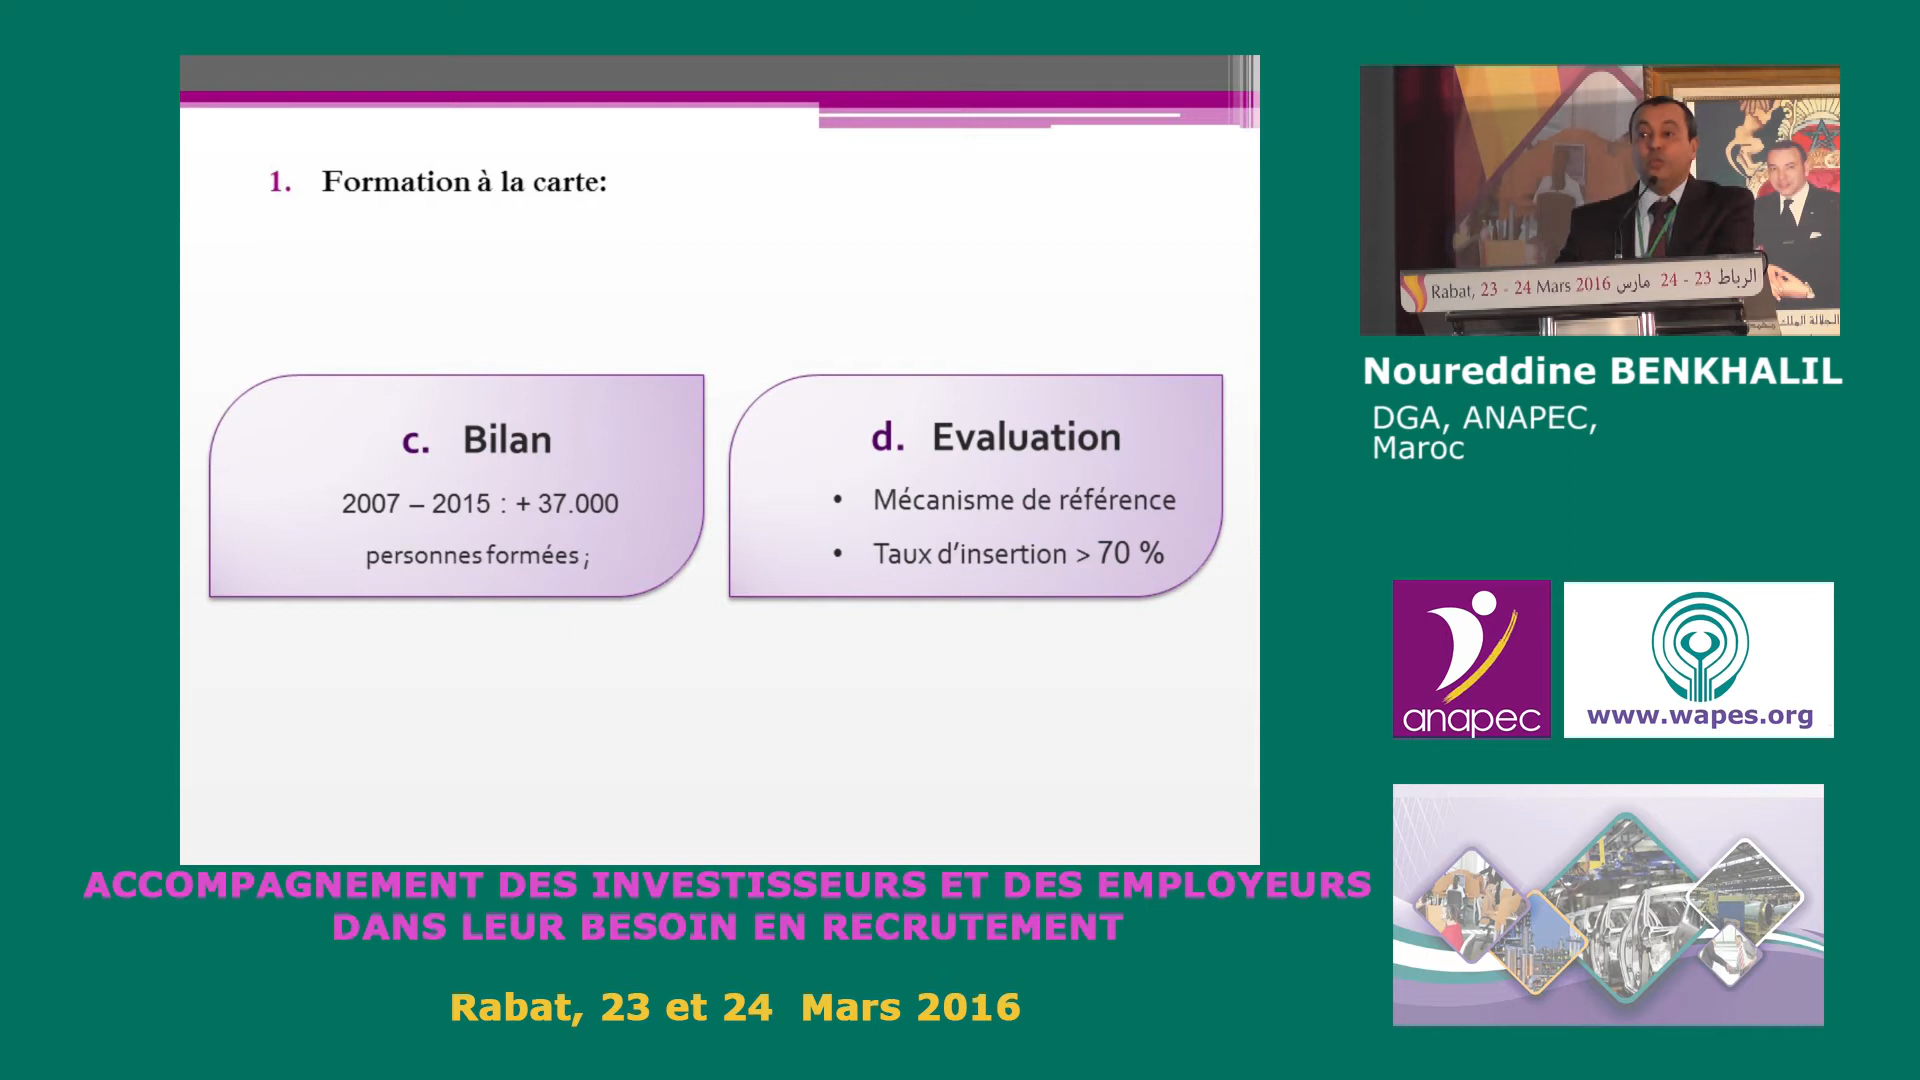 1. Formation à la carte:
c. Bilan
2007 – 2015 : + 37.000
personnes formées ;
d. Evaluation
• Mécanisme de référence
• Taux d’insertion > 70 %
Rabat, 23 - 24 Mars 2016 الرباط 23 - 24 مارس
الجلالة الملك
Noureddine BENKHALIL
DGA, ANAPEC,
Maroc
anapec
www.wapes.org
ACCOMPAGNEMENT DES INVESTISSEURS ET DES EMPLOYEURS
DANS LEUR BESOIN EN RECRUTEMENT
Rabat, 23 et 24 Mars 2016